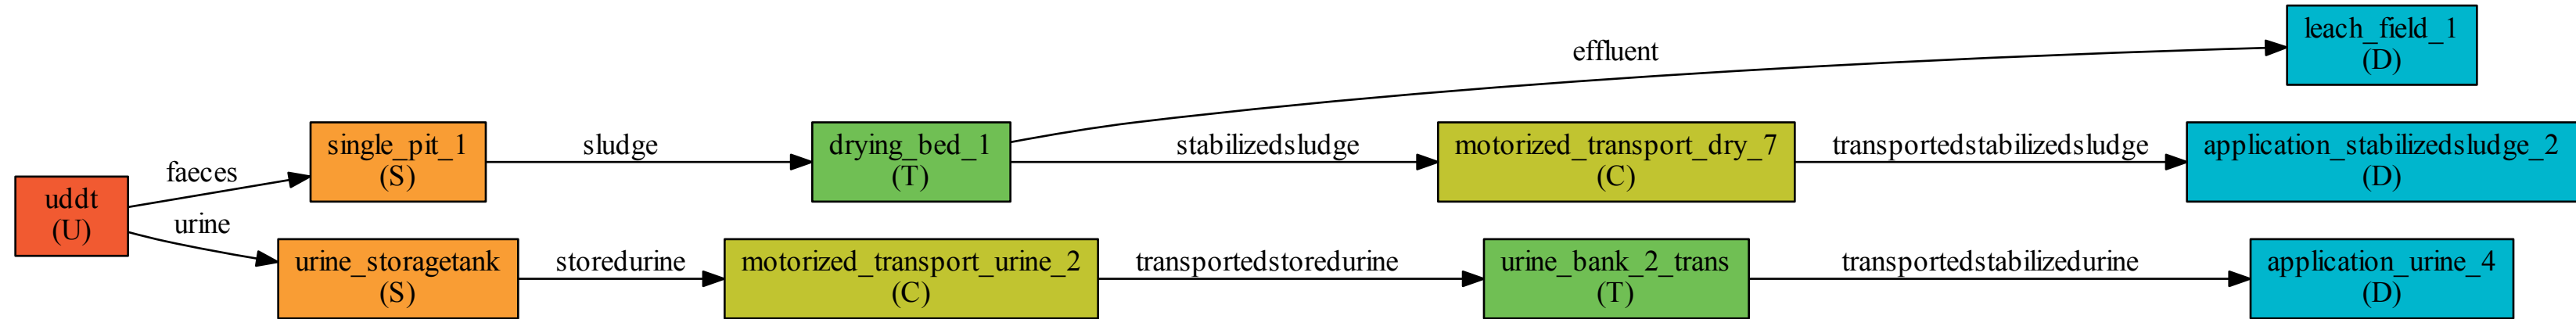 leach_field_1
(D)
effluent
single_pit_1
(S)
sludge
drying_bed_1
(T)
stabilizedsludge
motorized_transport_dry_7
(C)
transportedstabilizedsludge
application_stabilizedsludge_2
(D)
faeces
uddt
(U)
urine
urine_storagetank
(S)
storedurine
motorized_transport_urine_2
(C)
transportedstoredurine
urine_bank_2_trans
(T)
transportedstabilizedurine
application_urine_4
(D)